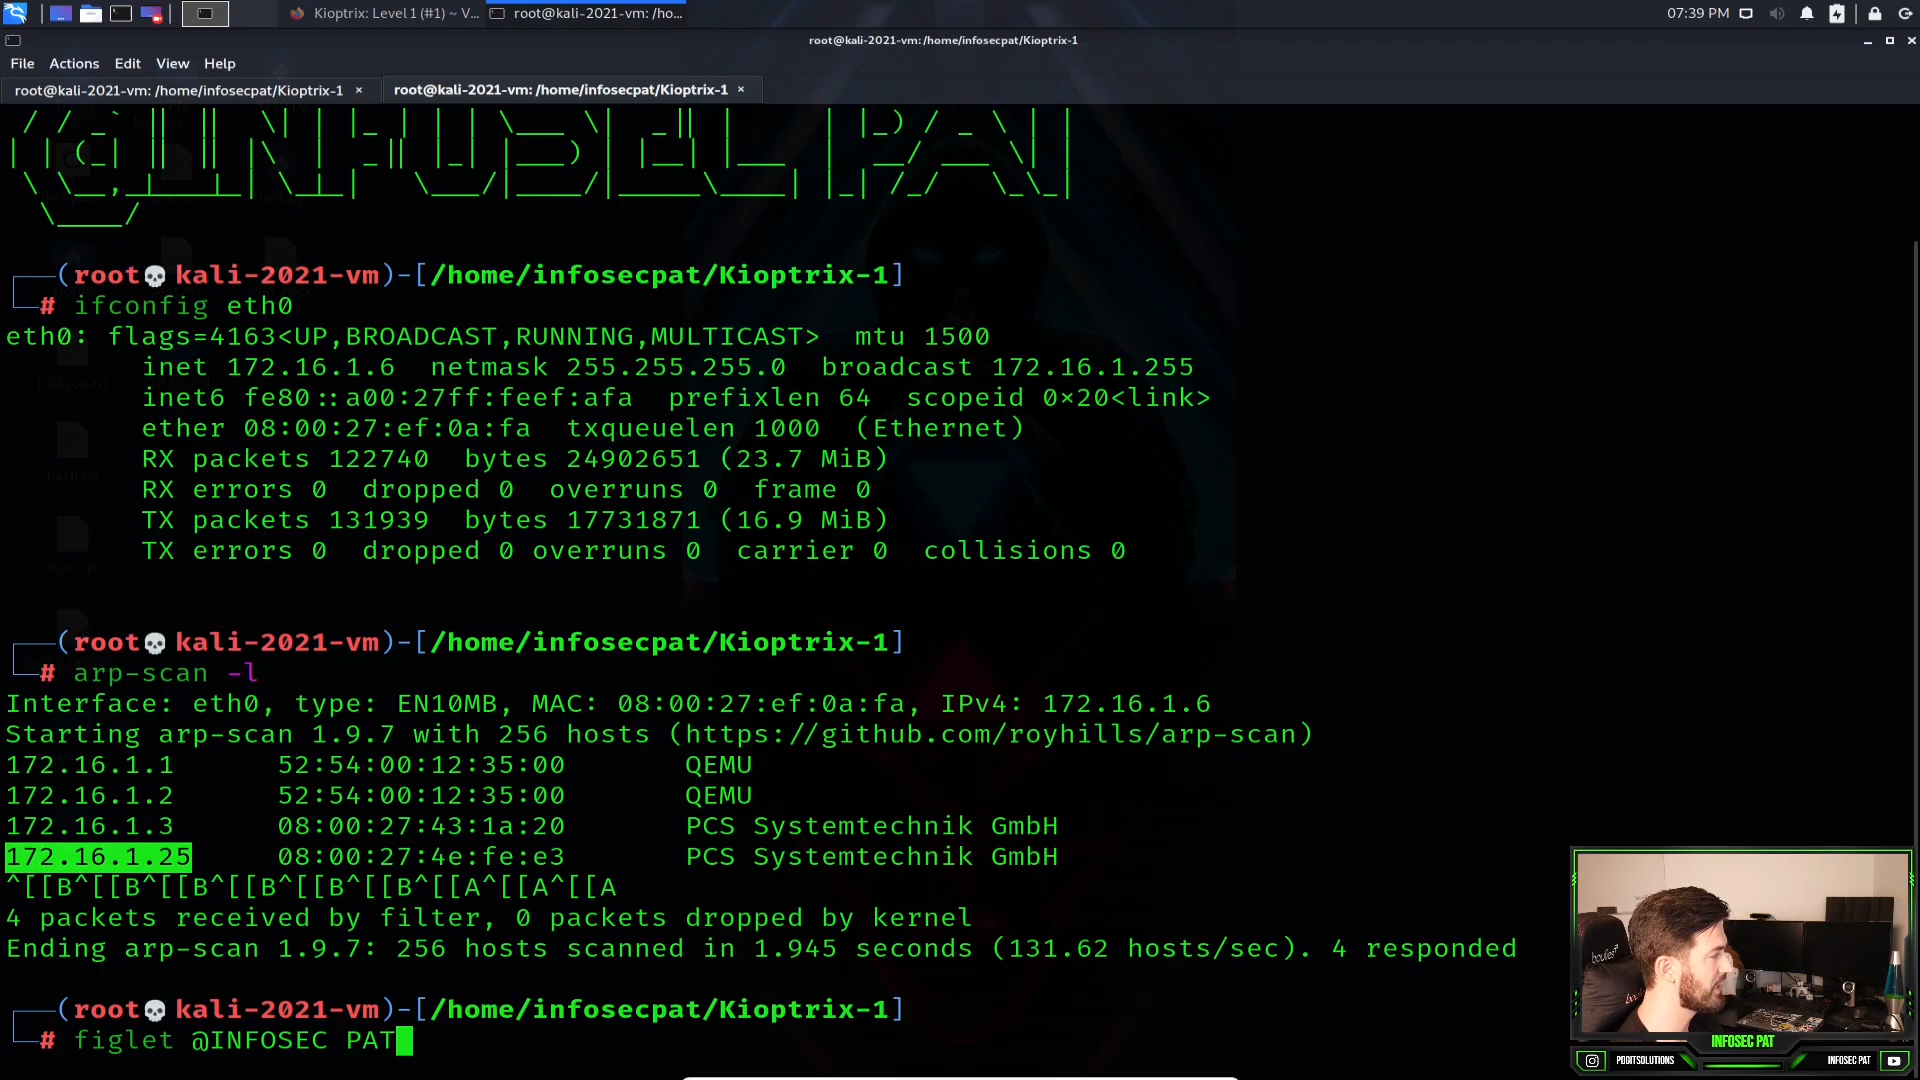 Kioptrix: Level 1 (#1) ~ V...
root@kali-2021-vm: /ho...
07:39 PM
root@kali-2021-vm: /home/infosecpat/Kioptrix-1
File Actions Edit View Help
root@kali-2021-vm: /home/infosecpat/Kioptrix-1 ×
root@kali-2021-vm: /home/infosecpat/Kioptrix-1 ×
@INFOSEC PAT
(root💀kali-2021-vm)-[/home/infosecpat/Kioptrix-1]
# ifconfig eth0
eth0: flags=4163<UP,BROADCAST,RUNNING,MULTICAST>  mtu 1500
inet 172.16.1.6  netmask 255.255.255.0  broadcast 172.16.1.255
inet6 fe80::a00:27ff:feef:afa  prefixlen 64  scopeid 0×20<link>
ether 08:00:27:ef:0a:fa  txqueuelen 1000  (Ethernet)
RX packets 122740  bytes 24902651 (23.7 MiB)
RX errors 0  dropped 0  overruns 0  frame 0
TX packets 131939  bytes 17731871 (16.9 MiB)
TX errors 0  dropped 0 overruns 0  carrier 0  collisions 0
(root💀kali-2021-vm)-[/home/infosecpat/Kioptrix-1]
# arp-scan -l
Interface: eth0, type: EN10MB, MAC: 08:00:27:ef:0a:fa, IPv4: 172.16.1.6
Starting arp-scan 1.9.7 with 256 hosts (https://github.com/royhills/arp-scan)
172.16.1.1 52:54:00:12:35:00 QEMU
172.16.1.2 52:54:00:12:35:00 QEMU
172.16.1.3 08:00:27:43:1a:20 PCS Systemtechnik GmbH
172.16.1.25 08:00:27:4e:fe:e3 PCS Systemtechnik GmbH
^[[B^[[B^[[B^[[B^[[B^[[B^[[A^[[A^[[A
4 packets received by filter, 0 packets dropped by kernel
Ending arp-scan 1.9.7: 256 hosts scanned in 1.945 seconds (131.62 hosts/sec). 4 responded
(root💀kali-2021-vm)-[/home/infosecpat/Kioptrix-1]
# figlet @INFOSEC PAT
boulies
INFOSEC PAT
PDDITSOLUTIONS
INFOSEC PAT